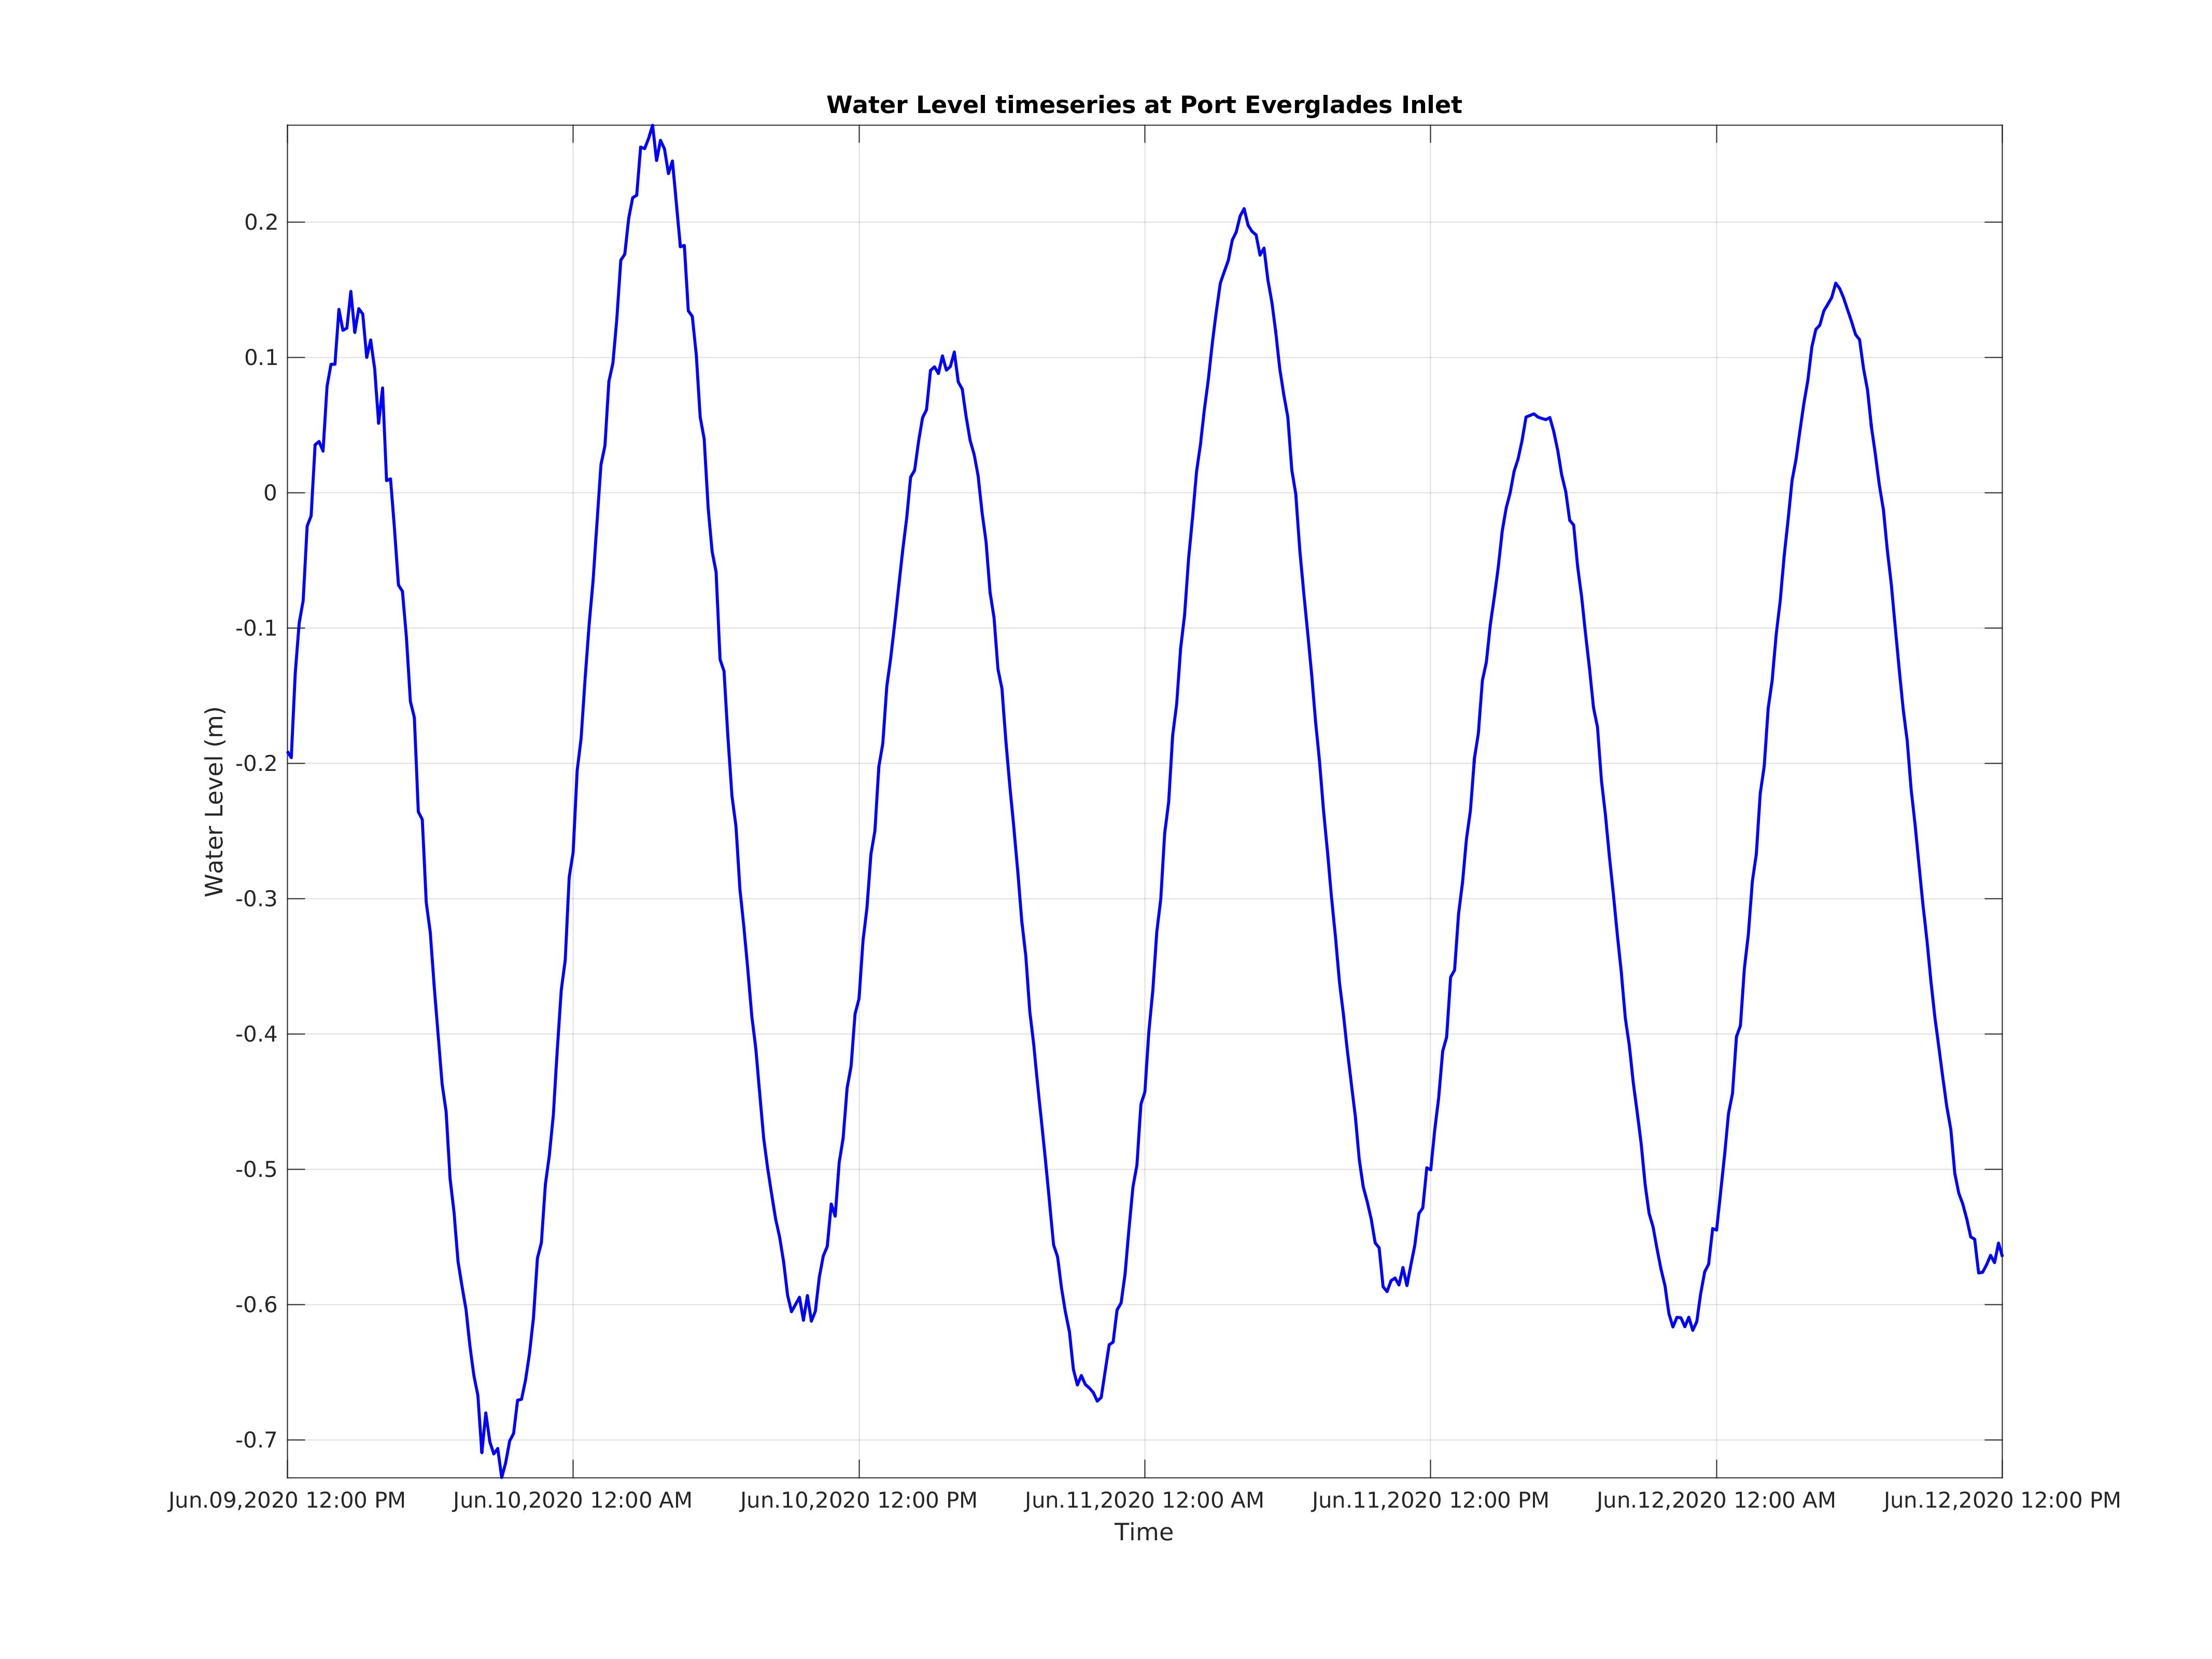 Water Level timeseries at Port Everglades Inlet
0.2
0.1
0
-0.1
-0.2
-0.3
-0.4
-0.5
-0.6
-0.7
Water Level (m)
Jun.09,2020 12:00 PM
Jun.10,2020 12:00 AM
Jun.10,2020 12:00 PM
Jun.11,2020 12:00 AM
Jun.11,2020 12:00 PM
Jun.12,2020 12:00 AM
Jun.12,2020 12:00 PM
Time